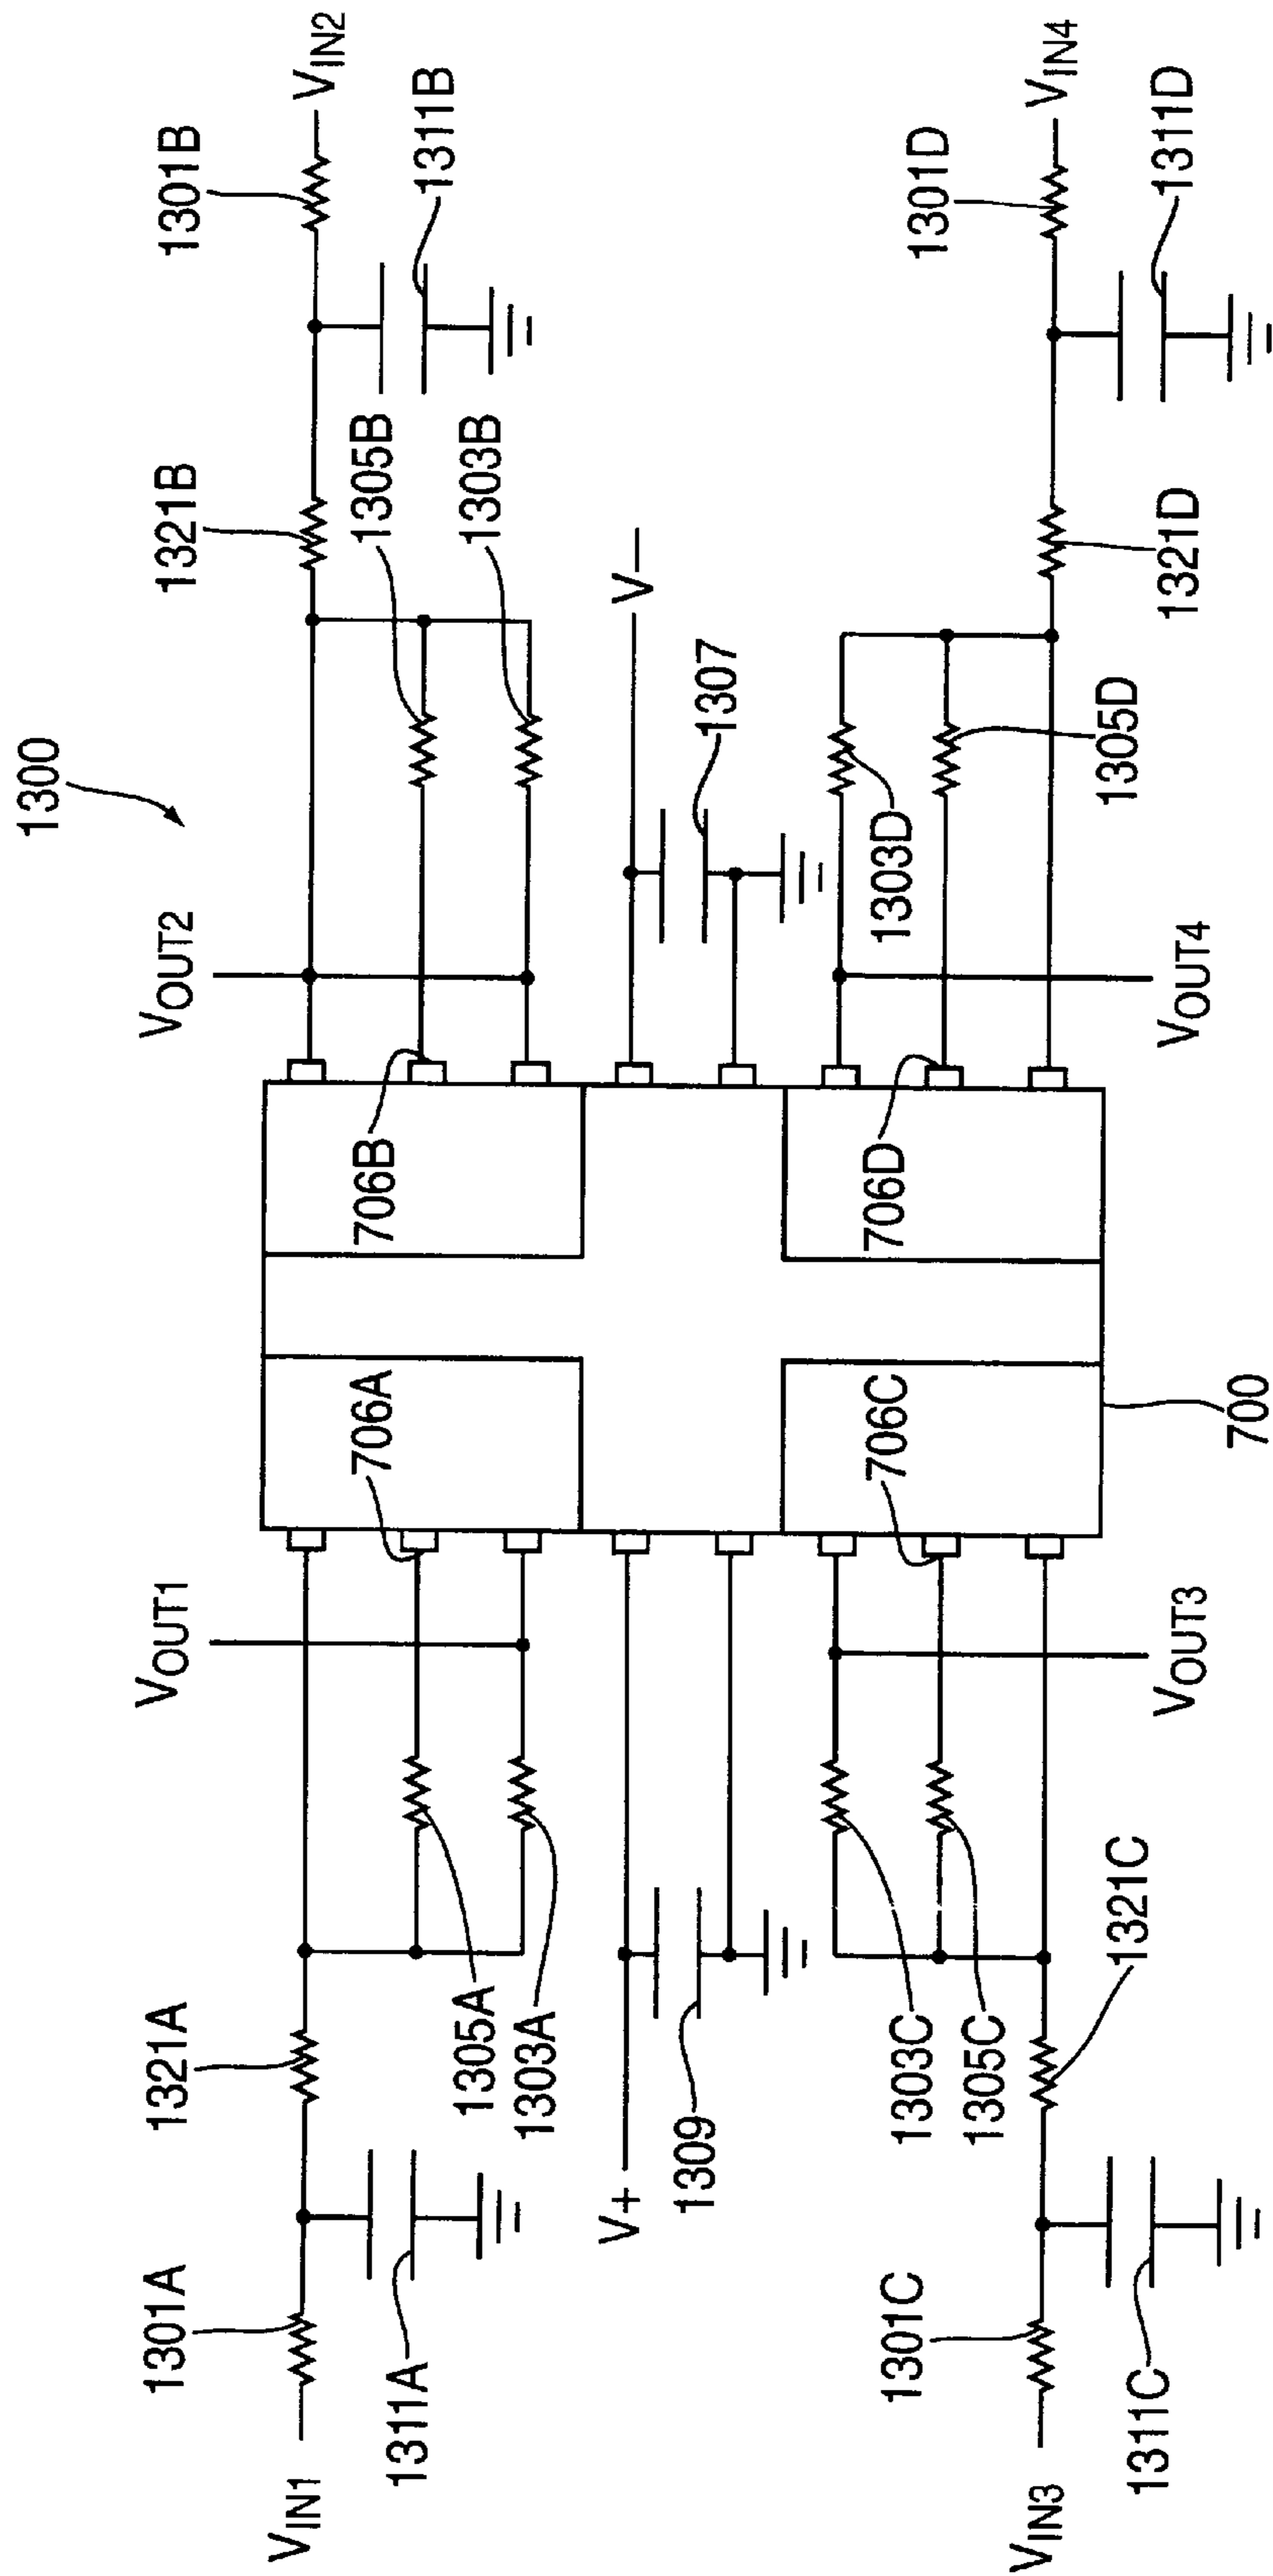 1300
VIN1
1301A
1311A
1321A
1305A
1303A
VOUT1
706A
706B
VOUT2
1321B
1305B
1303B
1301B
1311B
VIN2
V+
1309
V–
1307
VIN3
1301C
1311C
1321C
1303C
1305C
VOUT3
706C
700
706D
VOUT4
1303D
1305D
1321D
1301D
1311D
VIN4